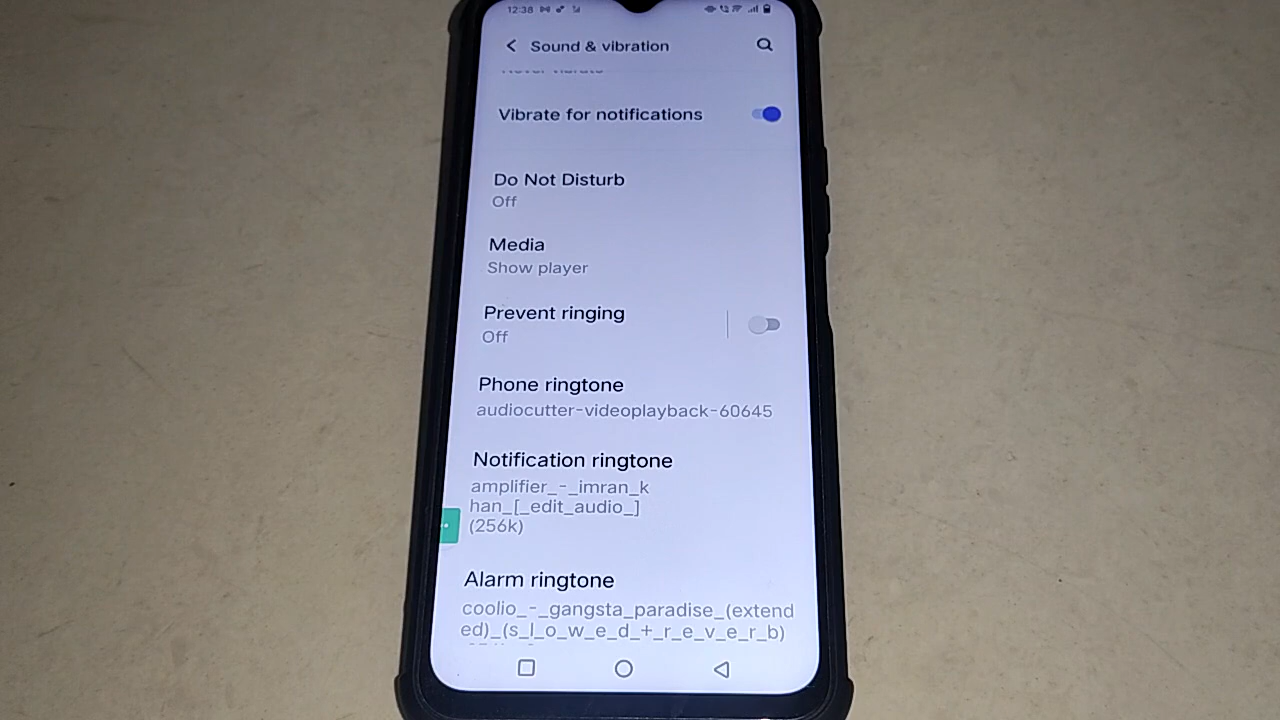 12:38
Sound & vibration
Vibrate for notifications
Do Not Disturb
Off
Media
Show player
Prevent ringing
Off
Phone ringtone
audiocutter-videoplayback-60645
Notification ringtone
amplifier_-_imran_k
han_[_edit_audio_]
(256k)
Alarm ringtone
coolio_-_gangsta_paradise_(extend
ed)_(s_l_o_w_e_d_+_r_e_v_e_r_b)